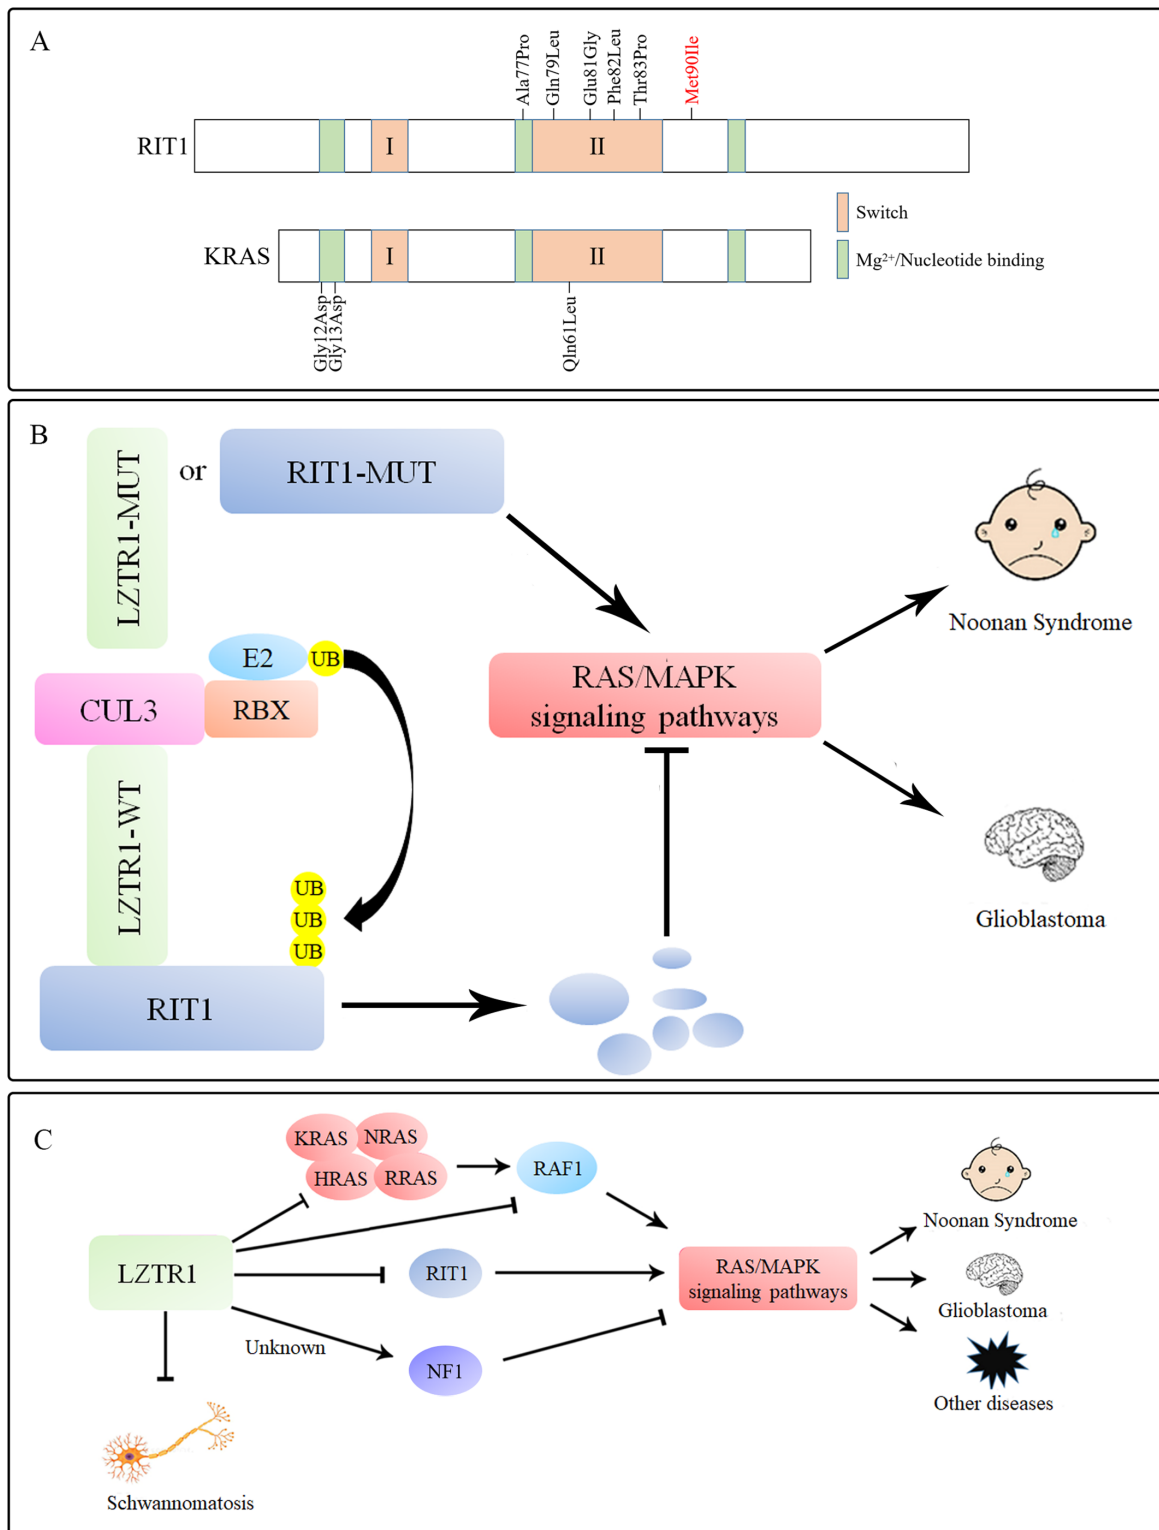 A
Ala77Pro
Gln79Leu
Glu81Gly
Phe82Leu
Thr83Pro
Met90Ile
RIT1
I
II
Switch
KRAS
I
II
Mg²⁺/Nucleotide binding
Gly12Asp
Gly13Asp
Qln61Leu
B
LZTR1-MUT
or
RIT1-MUT
Noonan Syndrome
E2
UB
CUL3
RBX
RAS/MAPK
signaling pathways
LZTR1-WT
UB
UB
UB
Glioblastoma
RIT1
C
KRAS
NRAS
HRAS
RRAS
RAF1
Noonan Syndrome
LZTR1
RIT1
RAS/MAPK
signaling pathways
Glioblastoma
Unknown
NF1
Other diseases
Schwannomatosis